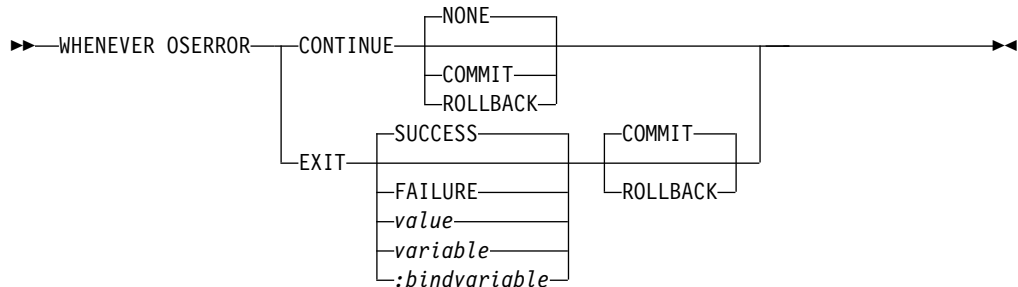 NONE
WHENEVER OSERROR CONTINUE
COMMIT
ROLLBACK
SUCCESS COMMIT
EXIT
FAILURE ROLLBACK
value
variable
:bindvariable